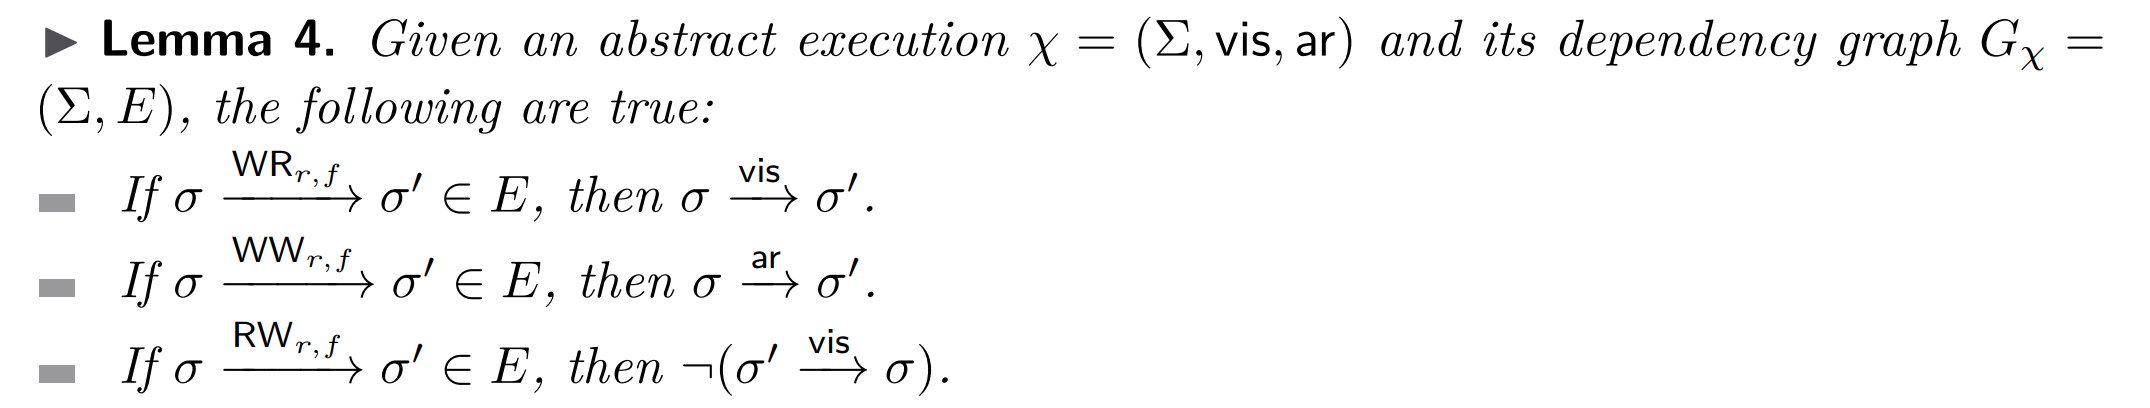 ▶ Lemma 4. Given an abstract execution χ = (Σ, vis, ar) and its dependency graph G_χ =
(Σ, E), the following are true:
If σ —WR_{r,f}→ σ′ ∈ E, then σ —vis→ σ′.
If σ —WW_{r,f}→ σ′ ∈ E, then σ —ar→ σ′.
If σ —RW_{r,f}→ σ′ ∈ E, then ¬(σ′ —vis→ σ).